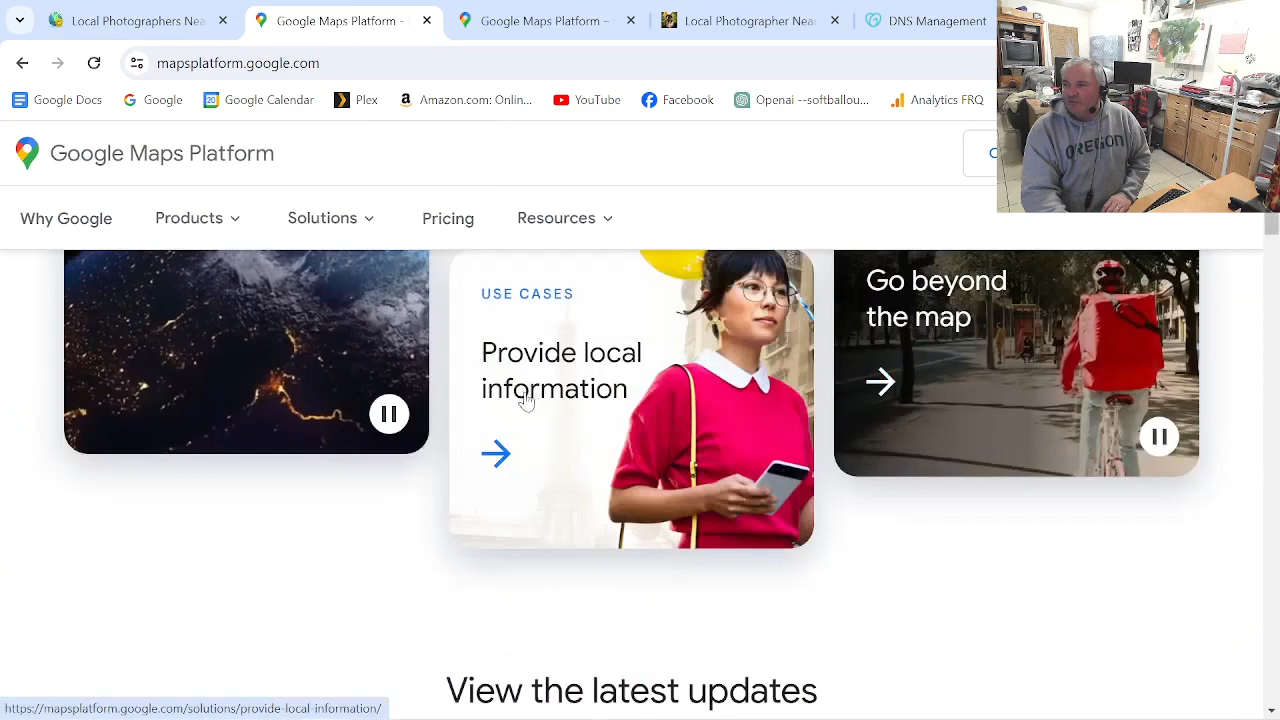 Local Photographers Nea
Google Maps Platform -
Google Maps Platform –
Local Photographer Nea
DNS Management
mapsplatform.google.com
Google Docs
Google
Google Calendar
Amazon.com: Onlin...
YouTube
Facebook
Openai --softballou...
Analytics FRQ
Google Maps Platform
Why Google
Products
Solutions
Pricing
Resources
USE CASES
Provide local
information
Go beyond
the map
OREGON
View the latest updates
https://mapsplatform.google.com/solutions/provide-local-information/